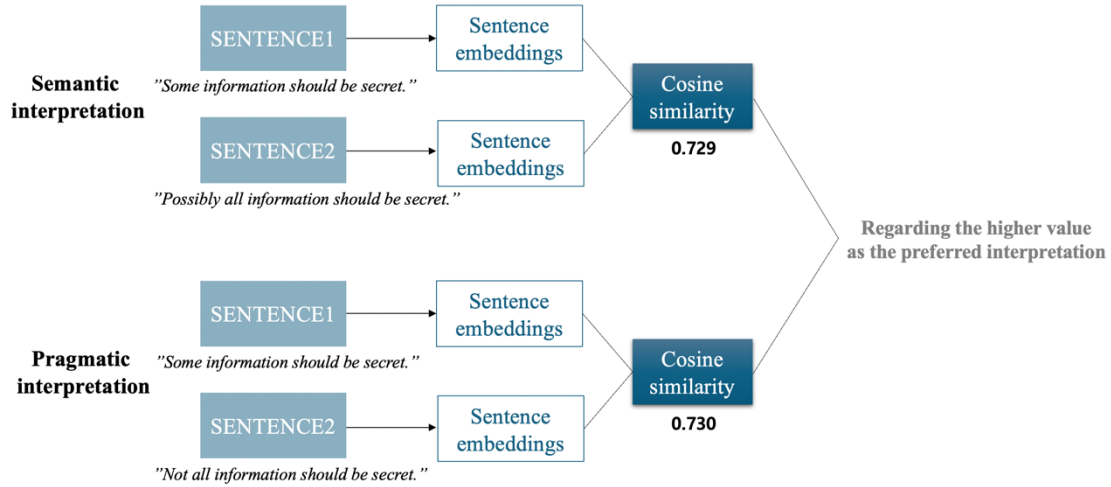 SENTENCE1
Sentence
embeddings
"Some information should be secret."
Semantic
interpretation
Cosine
similarity
0.729
SENTENCE2
Sentence
embeddings
"Possibly all information should be secret."
Regarding the higher value
as the preferred interpretation
SENTENCE1
Sentence
embeddings
"Some information should be secret."
Pragmatic
interpretation
Cosine
similarity
0.730
SENTENCE2
Sentence
embeddings
"Not all information should be secret."